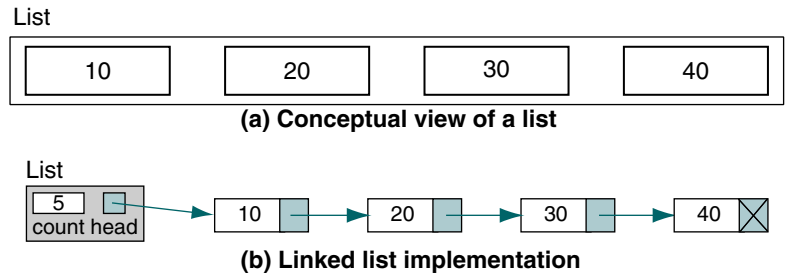 List
10 20 30 40
(a) Conceptual view of a list
List
5 10 20 30 40
count head
(b) Linked list implementation